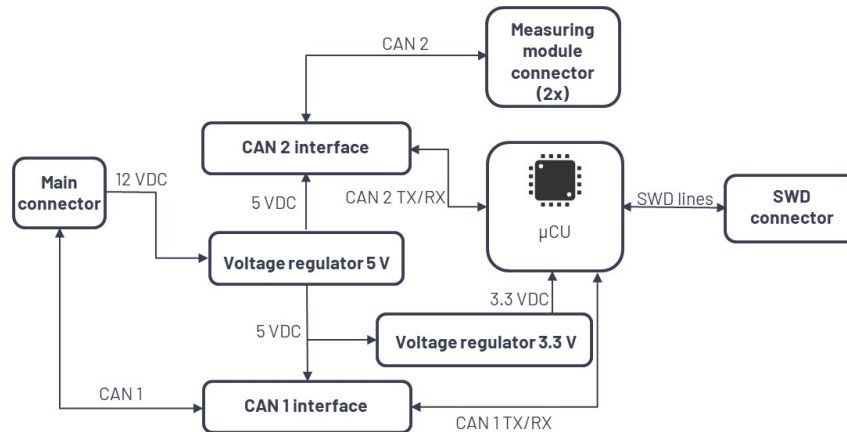 CAN 2
Measuring
module
connector
(2x)
CAN 2 interface
Main
connector
12 VDC
5 VDC
CAN 2 TX/RX
µCU
SWD lines
SWD
connector
Voltage regulator 5 V
3.3 VDC
5 VDC
Voltage regulator 3.3 V
CAN 1
CAN 1 interface
CAN 1 TX/RX